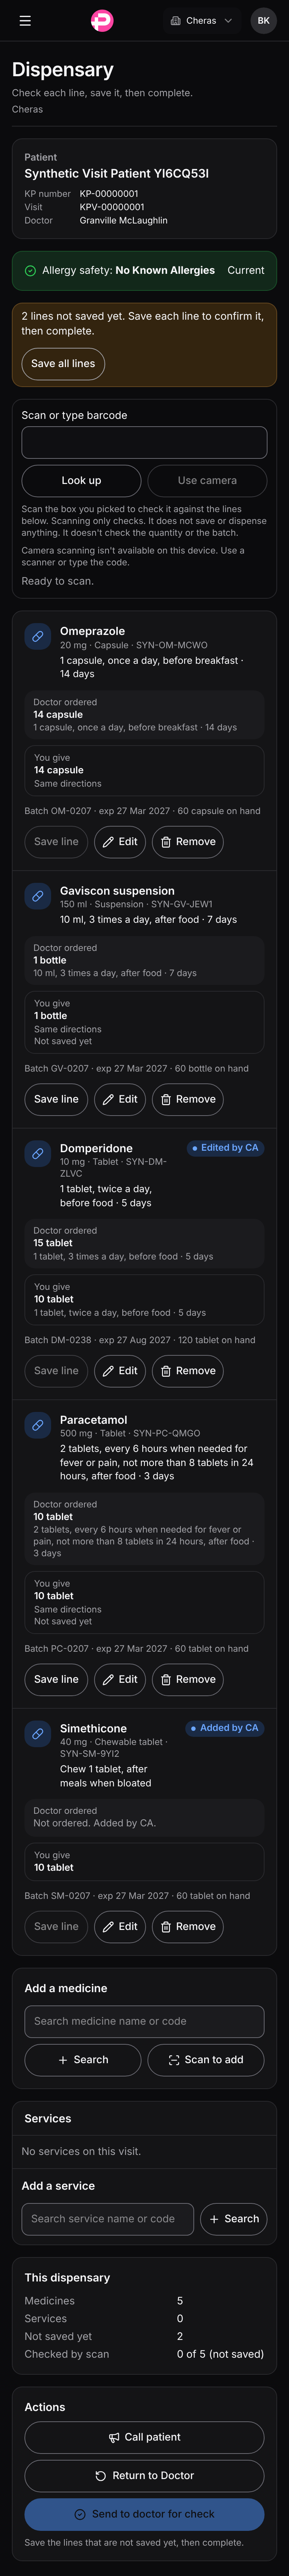 Cheras
BK
Dispensary
Check each line, save it, then complete.
Cheras
Patient
Synthetic Visit Patient YI6CQ53I
KP number KP-00000001
Visit KPV-00000001
Doctor Granville McLaughlin
Allergy safety: No Known Allergies Current
2 lines not saved yet. Save each line to confirm it,
then complete.
Save all lines
Scan or type barcode
Look up Use camera
Scan the box you picked to check it against the lines
below. Scanning only checks. It does not save or dispense
anything. It doesn't check the quantity or the batch.
Camera scanning isn't available on this device. Use a
scanner or type the code.
Ready to scan.
Omeprazole
20 mg · Capsule · SYN-OM-MCWO
1 capsule, once a day, before breakfast ·
14 days
Doctor ordered
14 capsule
1 capsule, once a day, before breakfast · 14 days
You give
14 capsule
Same directions
Batch OM-0207 · exp 27 Mar 2027 · 60 capsule on hand
Save line Edit Remove
Gaviscon suspension
150 ml · Suspension · SYN-GV-JEW1
10 ml, 3 times a day, after food · 7 days
Doctor ordered
1 bottle
10 ml, 3 times a day, after food · 7 days
You give
1 bottle
Same directions
Not saved yet
Batch GV-0207 · exp 27 Mar 2027 · 60 bottle on hand
Save line Edit Remove
Domperidone Edited by CA
10 mg · Tablet · SYN-DM-
ZLVC
1 tablet, twice a day,
before food · 5 days
Doctor ordered
15 tablet
1 tablet, 3 times a day, before food · 5 days
You give
10 tablet
1 tablet, twice a day, before food · 5 days
Batch DM-0238 · exp 27 Aug 2027 · 120 tablet on hand
Save line Edit Remove
Paracetamol
500 mg · Tablet · SYN-PC-QMGO
2 tablets, every 6 hours when needed for
fever or pain, not more than 8 tablets in 24
hours, after food · 3 days
Doctor ordered
10 tablet
2 tablets, every 6 hours when needed for fever or
pain, not more than 8 tablets in 24 hours, after food ·
3 days
You give
10 tablet
Same directions
Not saved yet
Batch PC-0207 · exp 27 Mar 2027 · 60 tablet on hand
Save line Edit Remove
Simethicone Added by CA
40 mg · Chewable tablet ·
SYN-SM-9YI2
Chew 1 tablet, after
meals when bloated
Doctor ordered
Not ordered. Added by CA.
You give
10 tablet
Batch SM-0207 · exp 27 Mar 2027 · 60 tablet on hand
Save line Edit Remove
Add a medicine
Search medicine name or code
Search Scan to add
Services
No services on this visit.
Add a service
Search service name or code Search
This dispensary
Medicines 5
Services 0
Not saved yet 2
Checked by scan 0 of 5 (not saved)
Actions
Call patient
Return to Doctor
Send to doctor for check
Save the lines that are not saved yet, then complete.